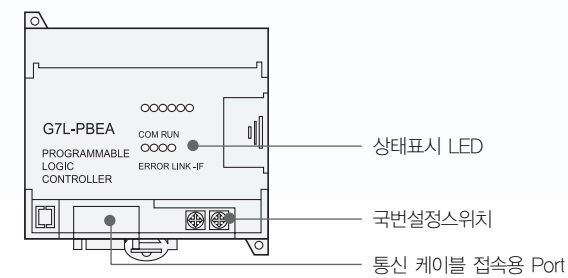 G7L-PBEA
COM RUN
PROGRAMMABLE
LOGIC
CONTROLLER
ERROR LINK-IF
상태표시 LED
국번설정스위치
통신 케이블 접속용 Port